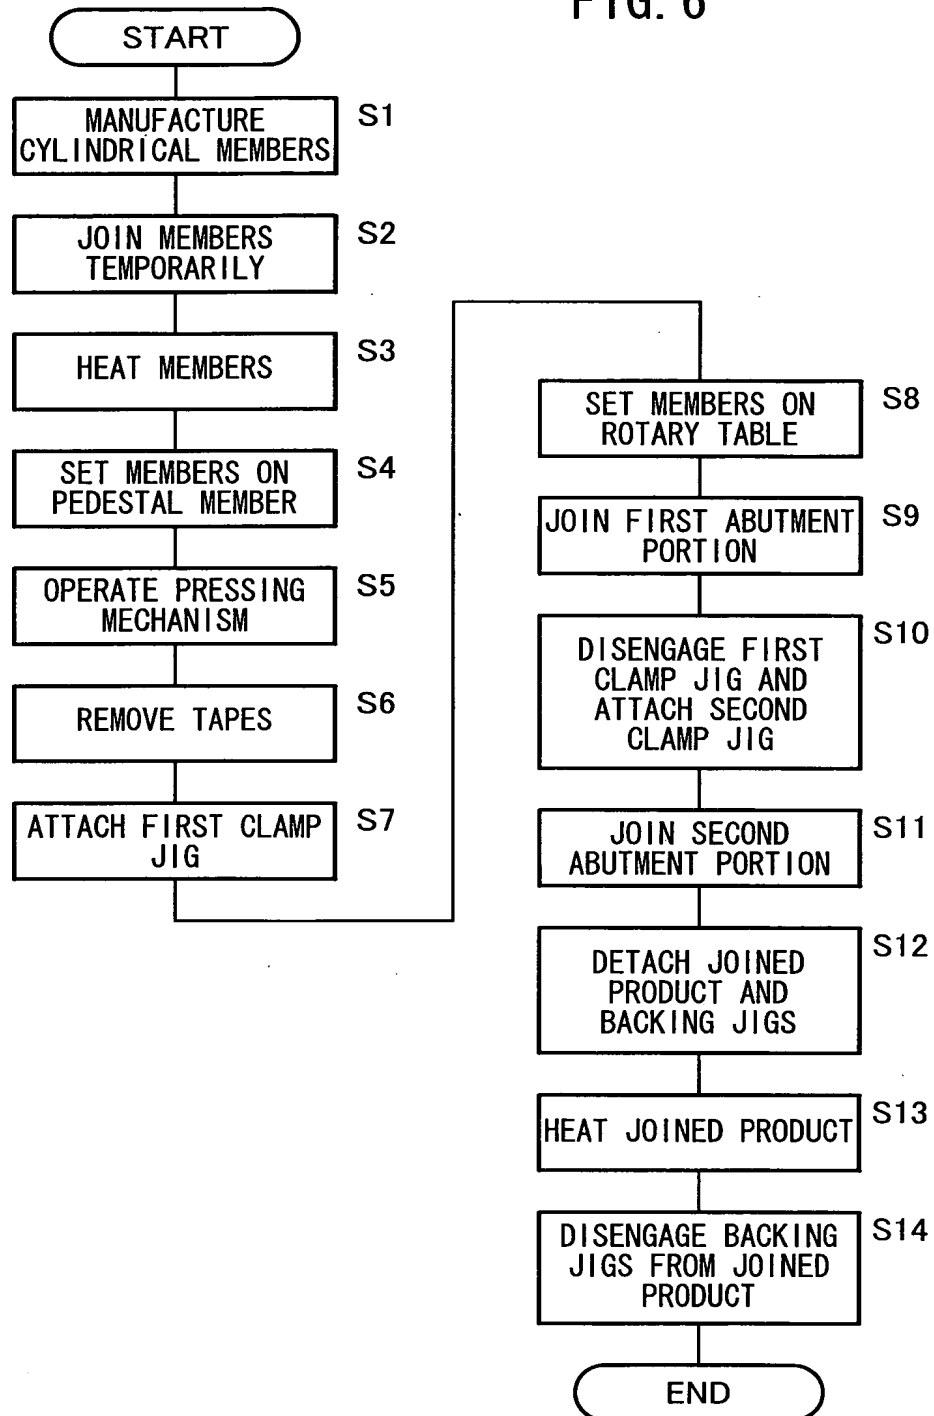 FIG. 6
START
S1
MANUFACTURE
CYLINDRICAL MEMBERS
S2
JOIN MEMBERS
TEMPORARILY
S3
HEAT MEMBERS
S4
SET MEMBERS ON
PEDESTAL MEMBER
S5
OPERATE PRESSING
MECHANISM
S6
REMOVE TAPES
S7
ATTACH FIRST CLAMP
JIG
S8
SET MEMBERS ON
ROTARY TABLE
S9
JOIN FIRST ABUTMENT
PORTION
S10
DISENGAGE FIRST
CLAMP JIG AND
ATTACH SECOND
CLAMP JIG
S11
JOIN SECOND
ABUTMENT PORTION
S12
DETACH JOINED
PRODUCT AND
BACKING JIGS
S13
HEAT JOINED PRODUCT
S14
DISENGAGE BACKING
JIGS FROM JOINED
PRODUCT
END